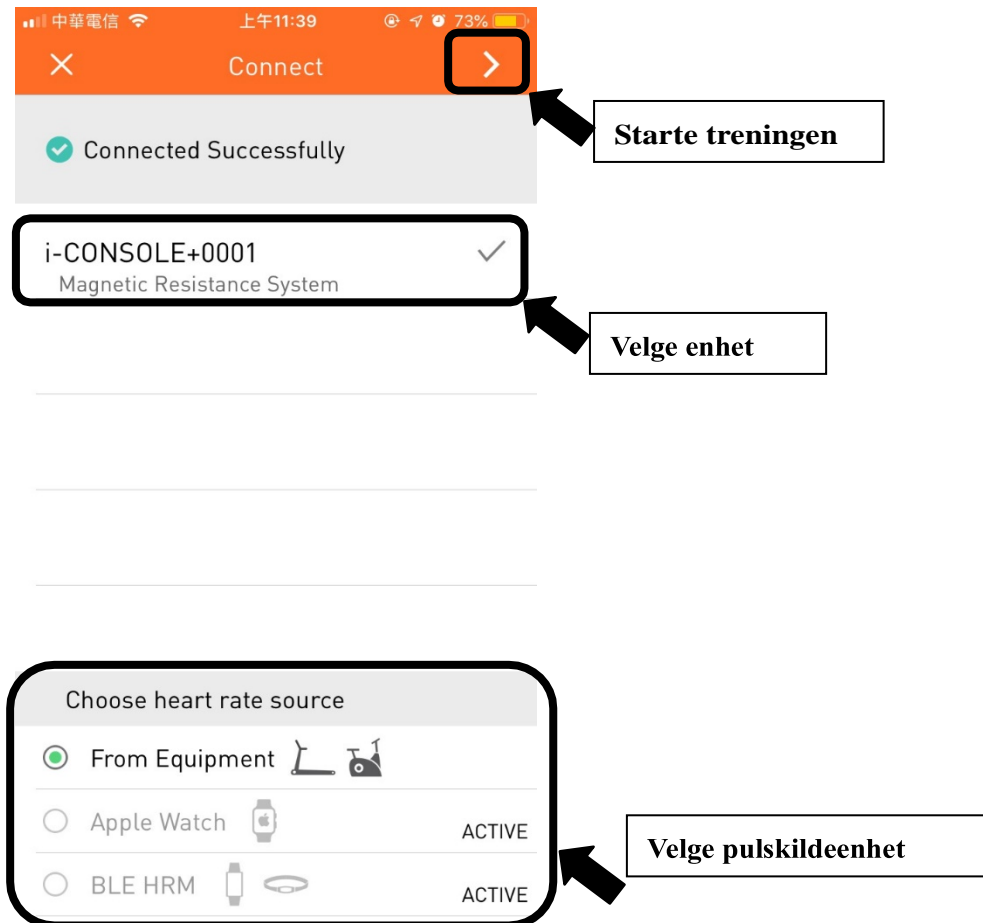 中華電信 上午11:39 73%
Connect
Starte treningen
Connected Successfully
i-CONSOLE+0001
Magnetic Resistance System
Velge enhet
Choose heart rate source
From Equipment
Apple Watch ACTIVE
Velge pulskildeenhet
BLE HRM ACTIVE